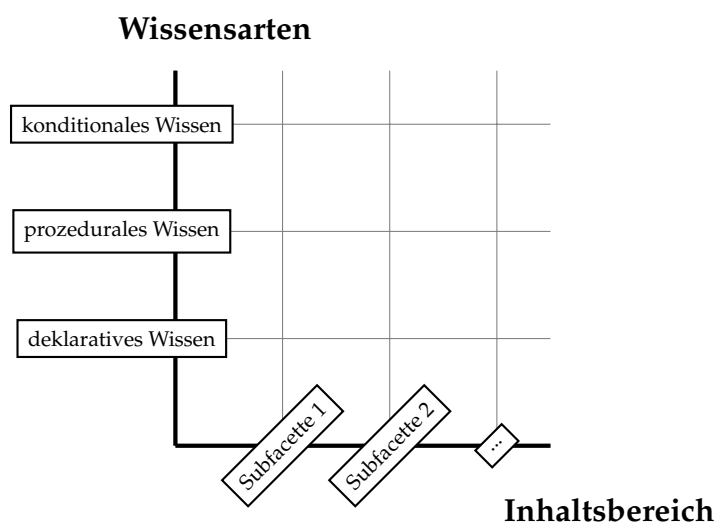 Wissensarten
konditionales Wissen
prozedurales Wissen
deklaratives Wissen
Subfacette 1
Subfacette 2
...
Inhaltsbereich